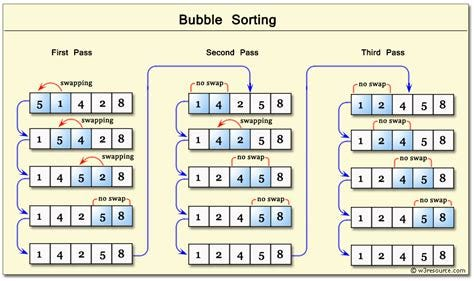 Bubble Sorting
First Pass
swapping
5 1 4 2 8
swapping
1 5 4 2 8
swapping
1 4 5 2 8
no swap
1 4 2 5 8
1 4 2 5 8
Second Pass
no swap
1 4 2 5 8
swapping
1 4 2 5 8
no swap
1 2 4 5 8
no swap
1 2 4 5 8
1 2 4 5 8
Third Pass
no swap
1 2 4 5 8
no swap
1 2 4 5 8
no swap
1 2 4 5 8
no swap
1 2 4 5 8
1 2 4 5 8
© w3resource.com